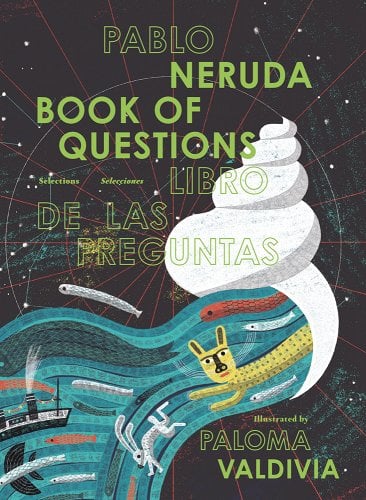 PABLO
NERUDA
BOOK OF
QUESTIONS
Selections Selecciones
LIBRO
DE LAS
PREGUNTAS
Illustrated by
PALOMA
VALDIVIA